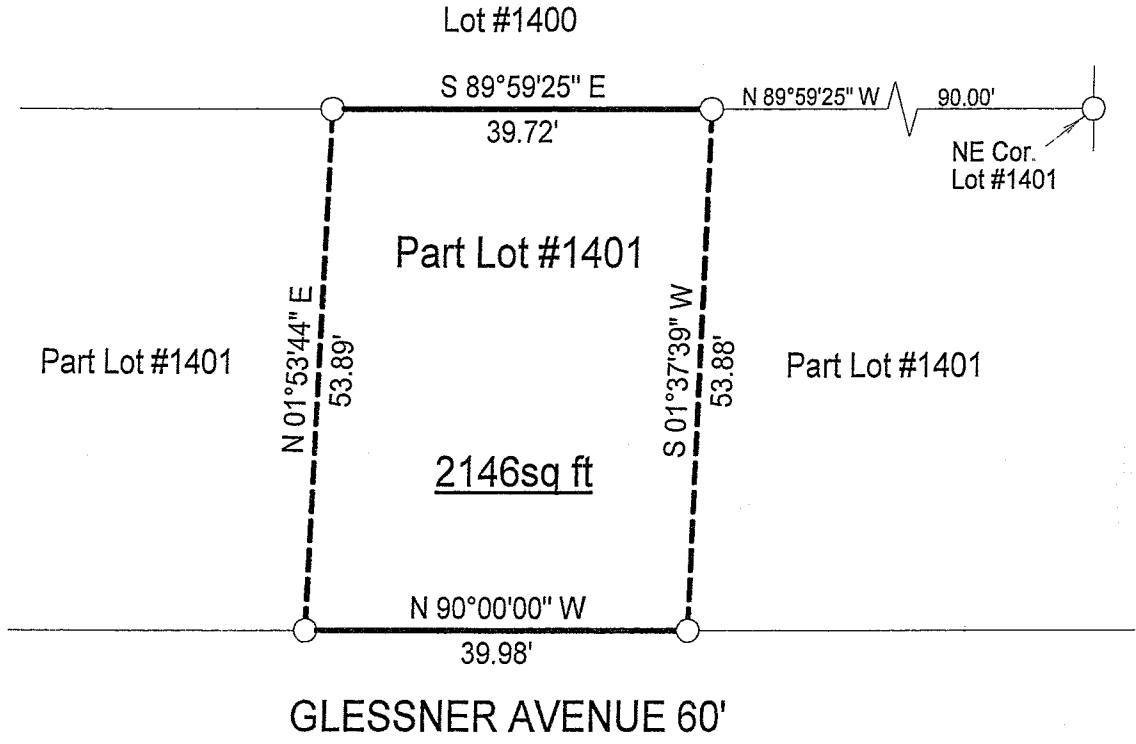 Lot #1400
S 89°59'25" E
39.72'
N 89°59'25" W
90.00'
NE Cor.
Lot #1401
Part Lot #1401
Part Lot #1401
N 01°53'44" E
53.89'
S 01°37'39" W
53.88'
Part Lot #1401
2146sq ft
N 90°00'00" W
39.98'
GLESSNER AVENUE 60'